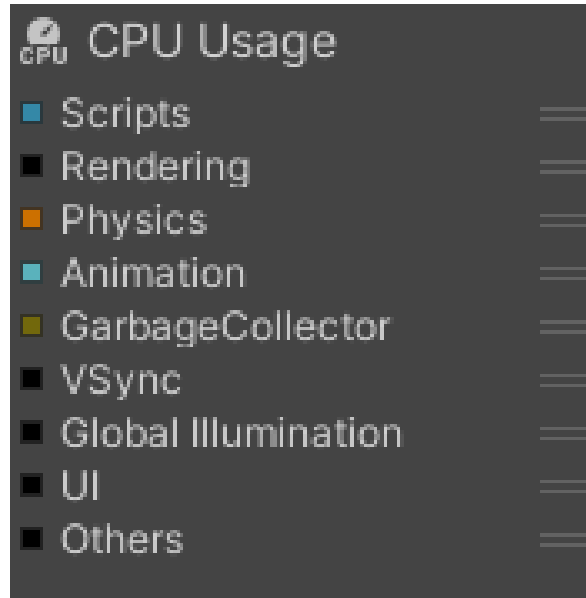 CPU CPU Usage
Scripts
Rendering
Physics
Animation
GarbageCollector
VSync
Global Illumination
UI
Others